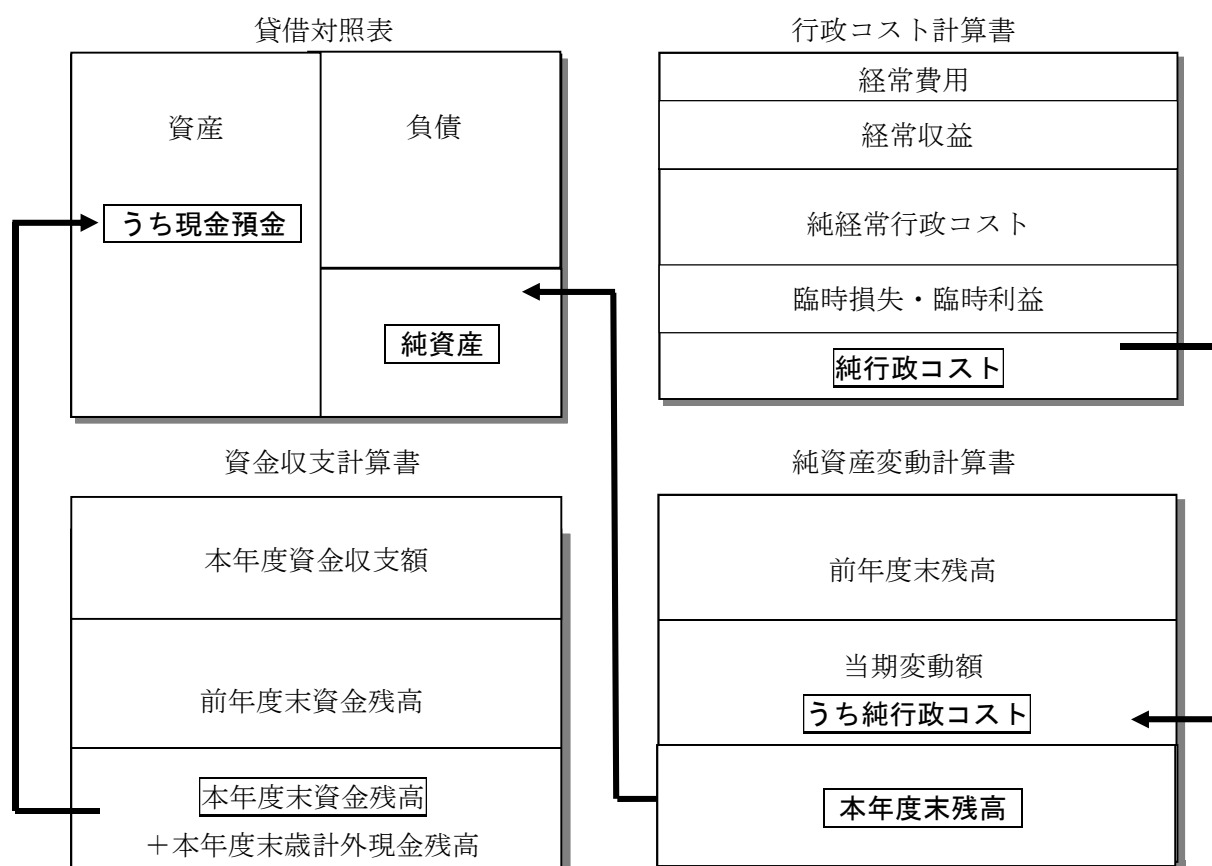 貸借対照表
資産
うち現金預金
負債
純資産
行政コスト計算書
経常費用
経常収益
純経常行政コスト
臨時損失・臨時利益
純行政コスト
資金収支計算書
本年度資金収支額
前年度末資金残高
本年度末資金残高
＋本年度末歳計外現金残高
純資産変動計算書
前年度末残高
当期変動額
うち純行政コスト
本年度末残高